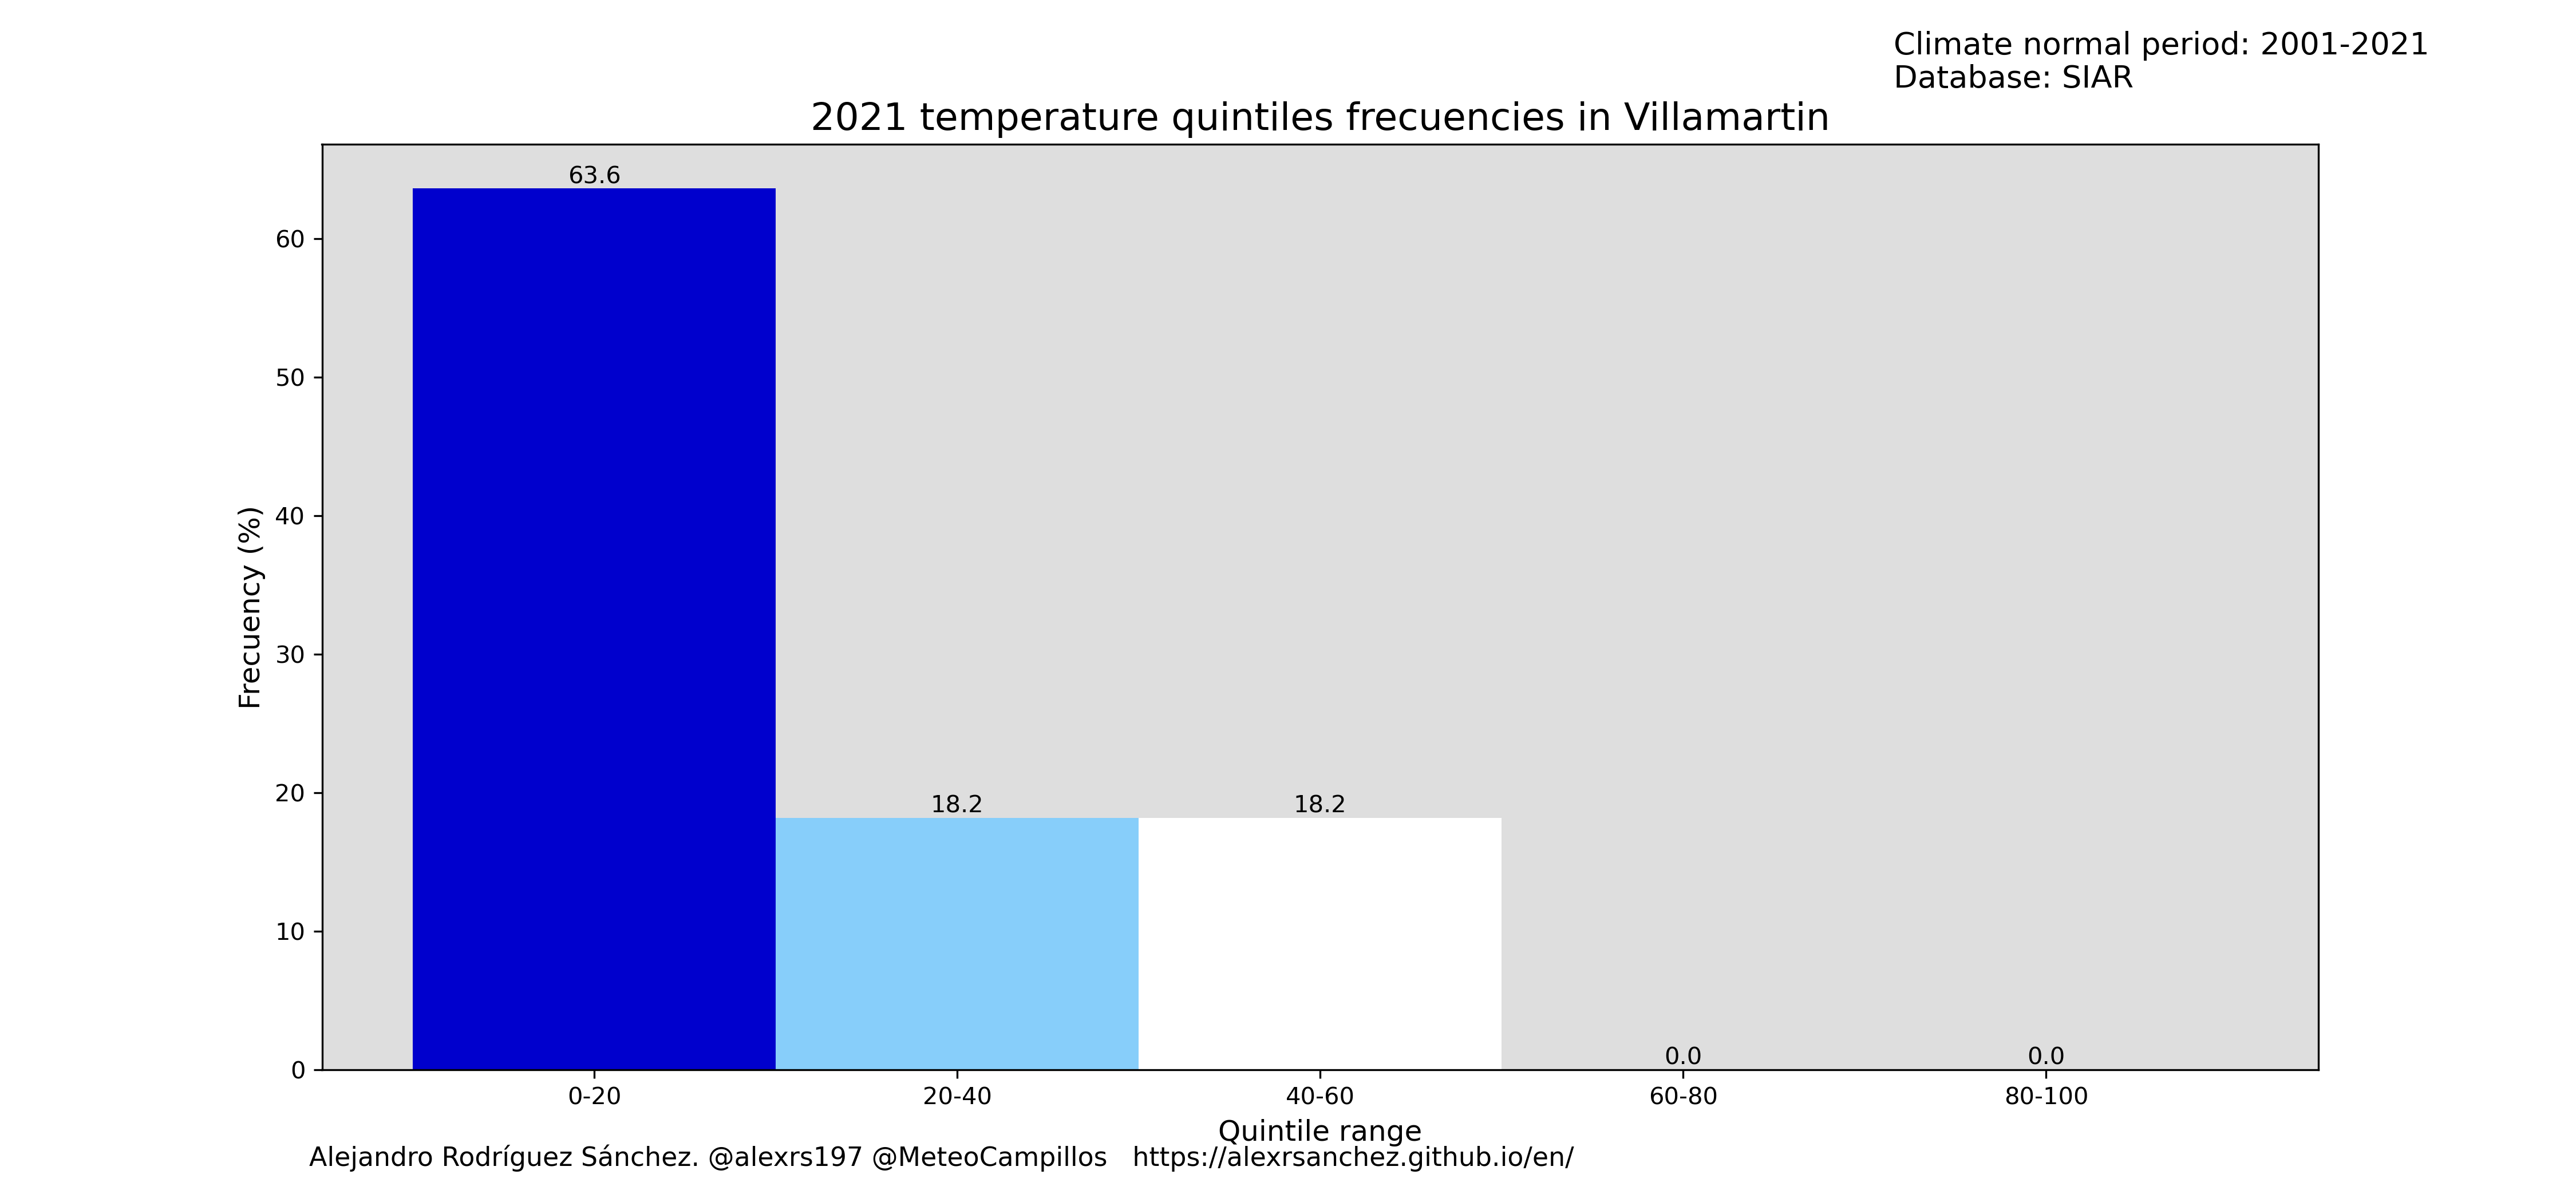 Climate normal period: 2001-2021
Database: SIAR
2021 temperature quintiles frecuencies in Villamartin
63.6
60
50
Frecuency (%)
40
30
20
18.2
18.2
10
0
0.0
0.0
0-20
20-40
40-60
60-80
80-100
Quintile range
Alejandro Rodríguez Sánchez. @alexrs197 @MeteoCampillos https://alexrsanchez.github.io/en/